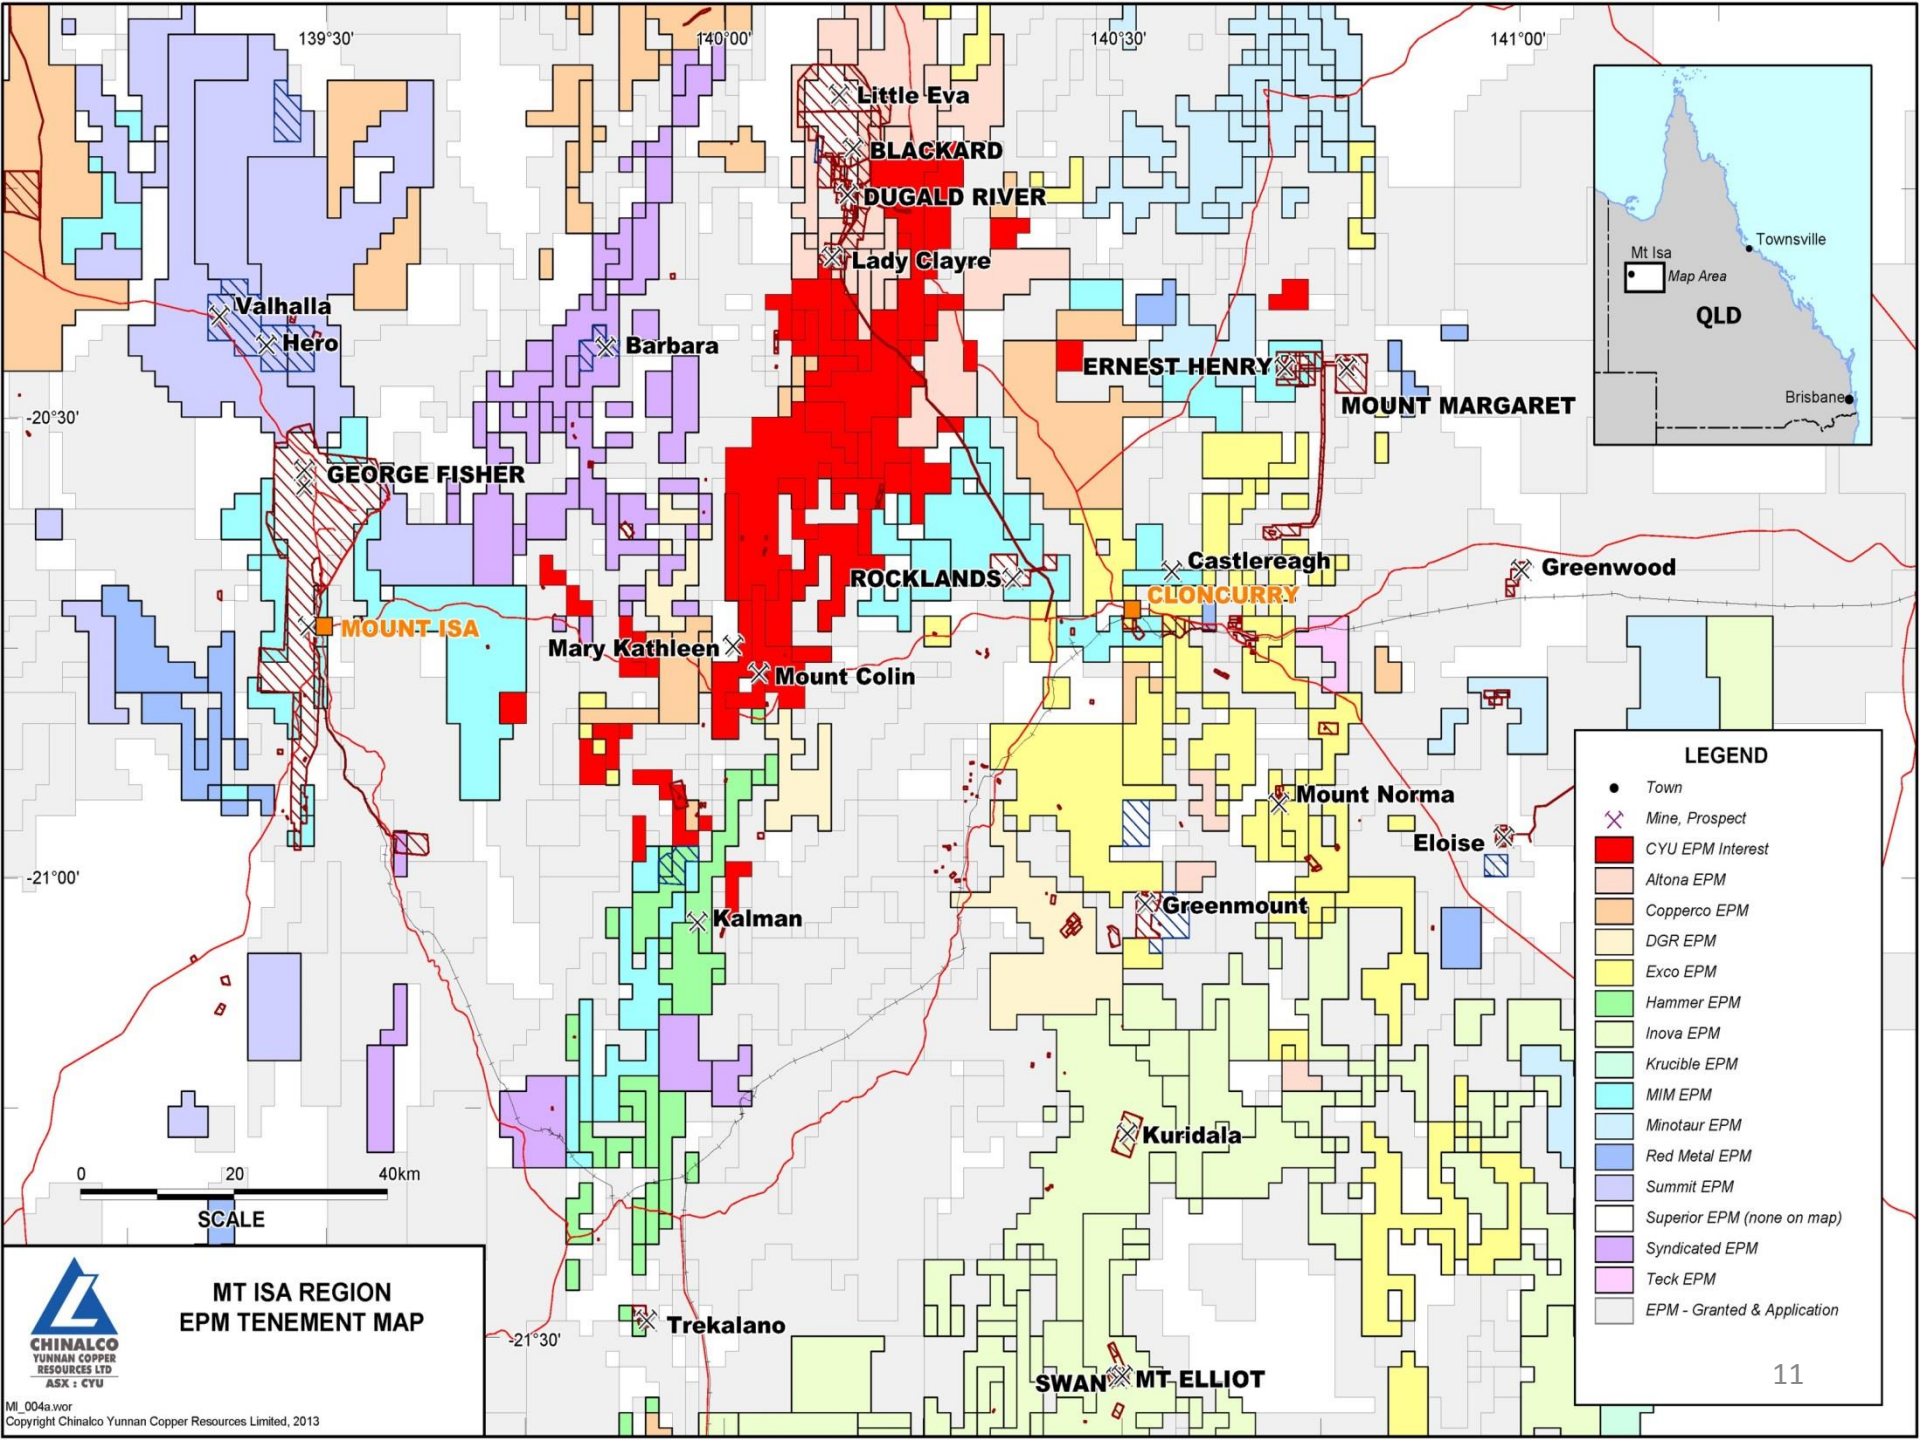 139°30'
140°00'
140°30'
141°00'
Little Eva
BLACKARD
DUGALD RIVER
Lady Clayre
Townsville
Mt Isa
Map Area
QLD
Brisbane
Valhalla
Hero
Barbara
ERNEST HENRY
MOUNT MARGARET
-20°30'
GEORGE FISHER
ROCKLANDS
Castlereagh
Greenwood
CLONCURRY
MOUNT ISA
Mary Kathleen
Mount Colin
Mount Norma
Eloise
-21°00'
Kalman
Greenmount
Kuridala
Trekalano
-21°30'
SWAN
MT ELLIOT
LEGEND
Town
Mine, Prospect
CYU EPM Interest
Altona EPM
Copperco EPM
DGR EPM
Exco EPM
Hammer EPM
Inova EPM
Krucible EPM
MIM EPM
Minotaur EPM
Red Metal EPM
Summit EPM
Superior EPM (none on map)
Syndicated EPM
Teck EPM
EPM - Granted & Application
11
0 20 40km
SCALE
MT ISA REGION
EPM TENEMENT MAP
CHINALCO
YUNNAN COPPER
RESOURCES LTD
ASX : CYU
MI_004a.wor
Copyright Chinalco Yunnan Copper Resources Limited, 2013